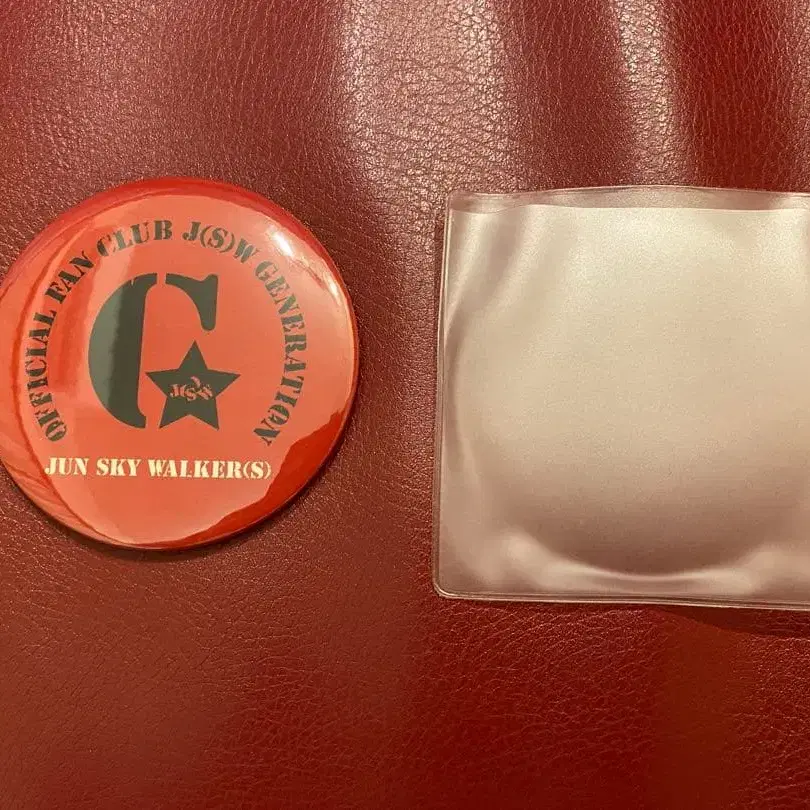 OFFICIAL FAN CLUB J(S)W GENERATION
G
J(S)W
JUN SKY WALKER(S)